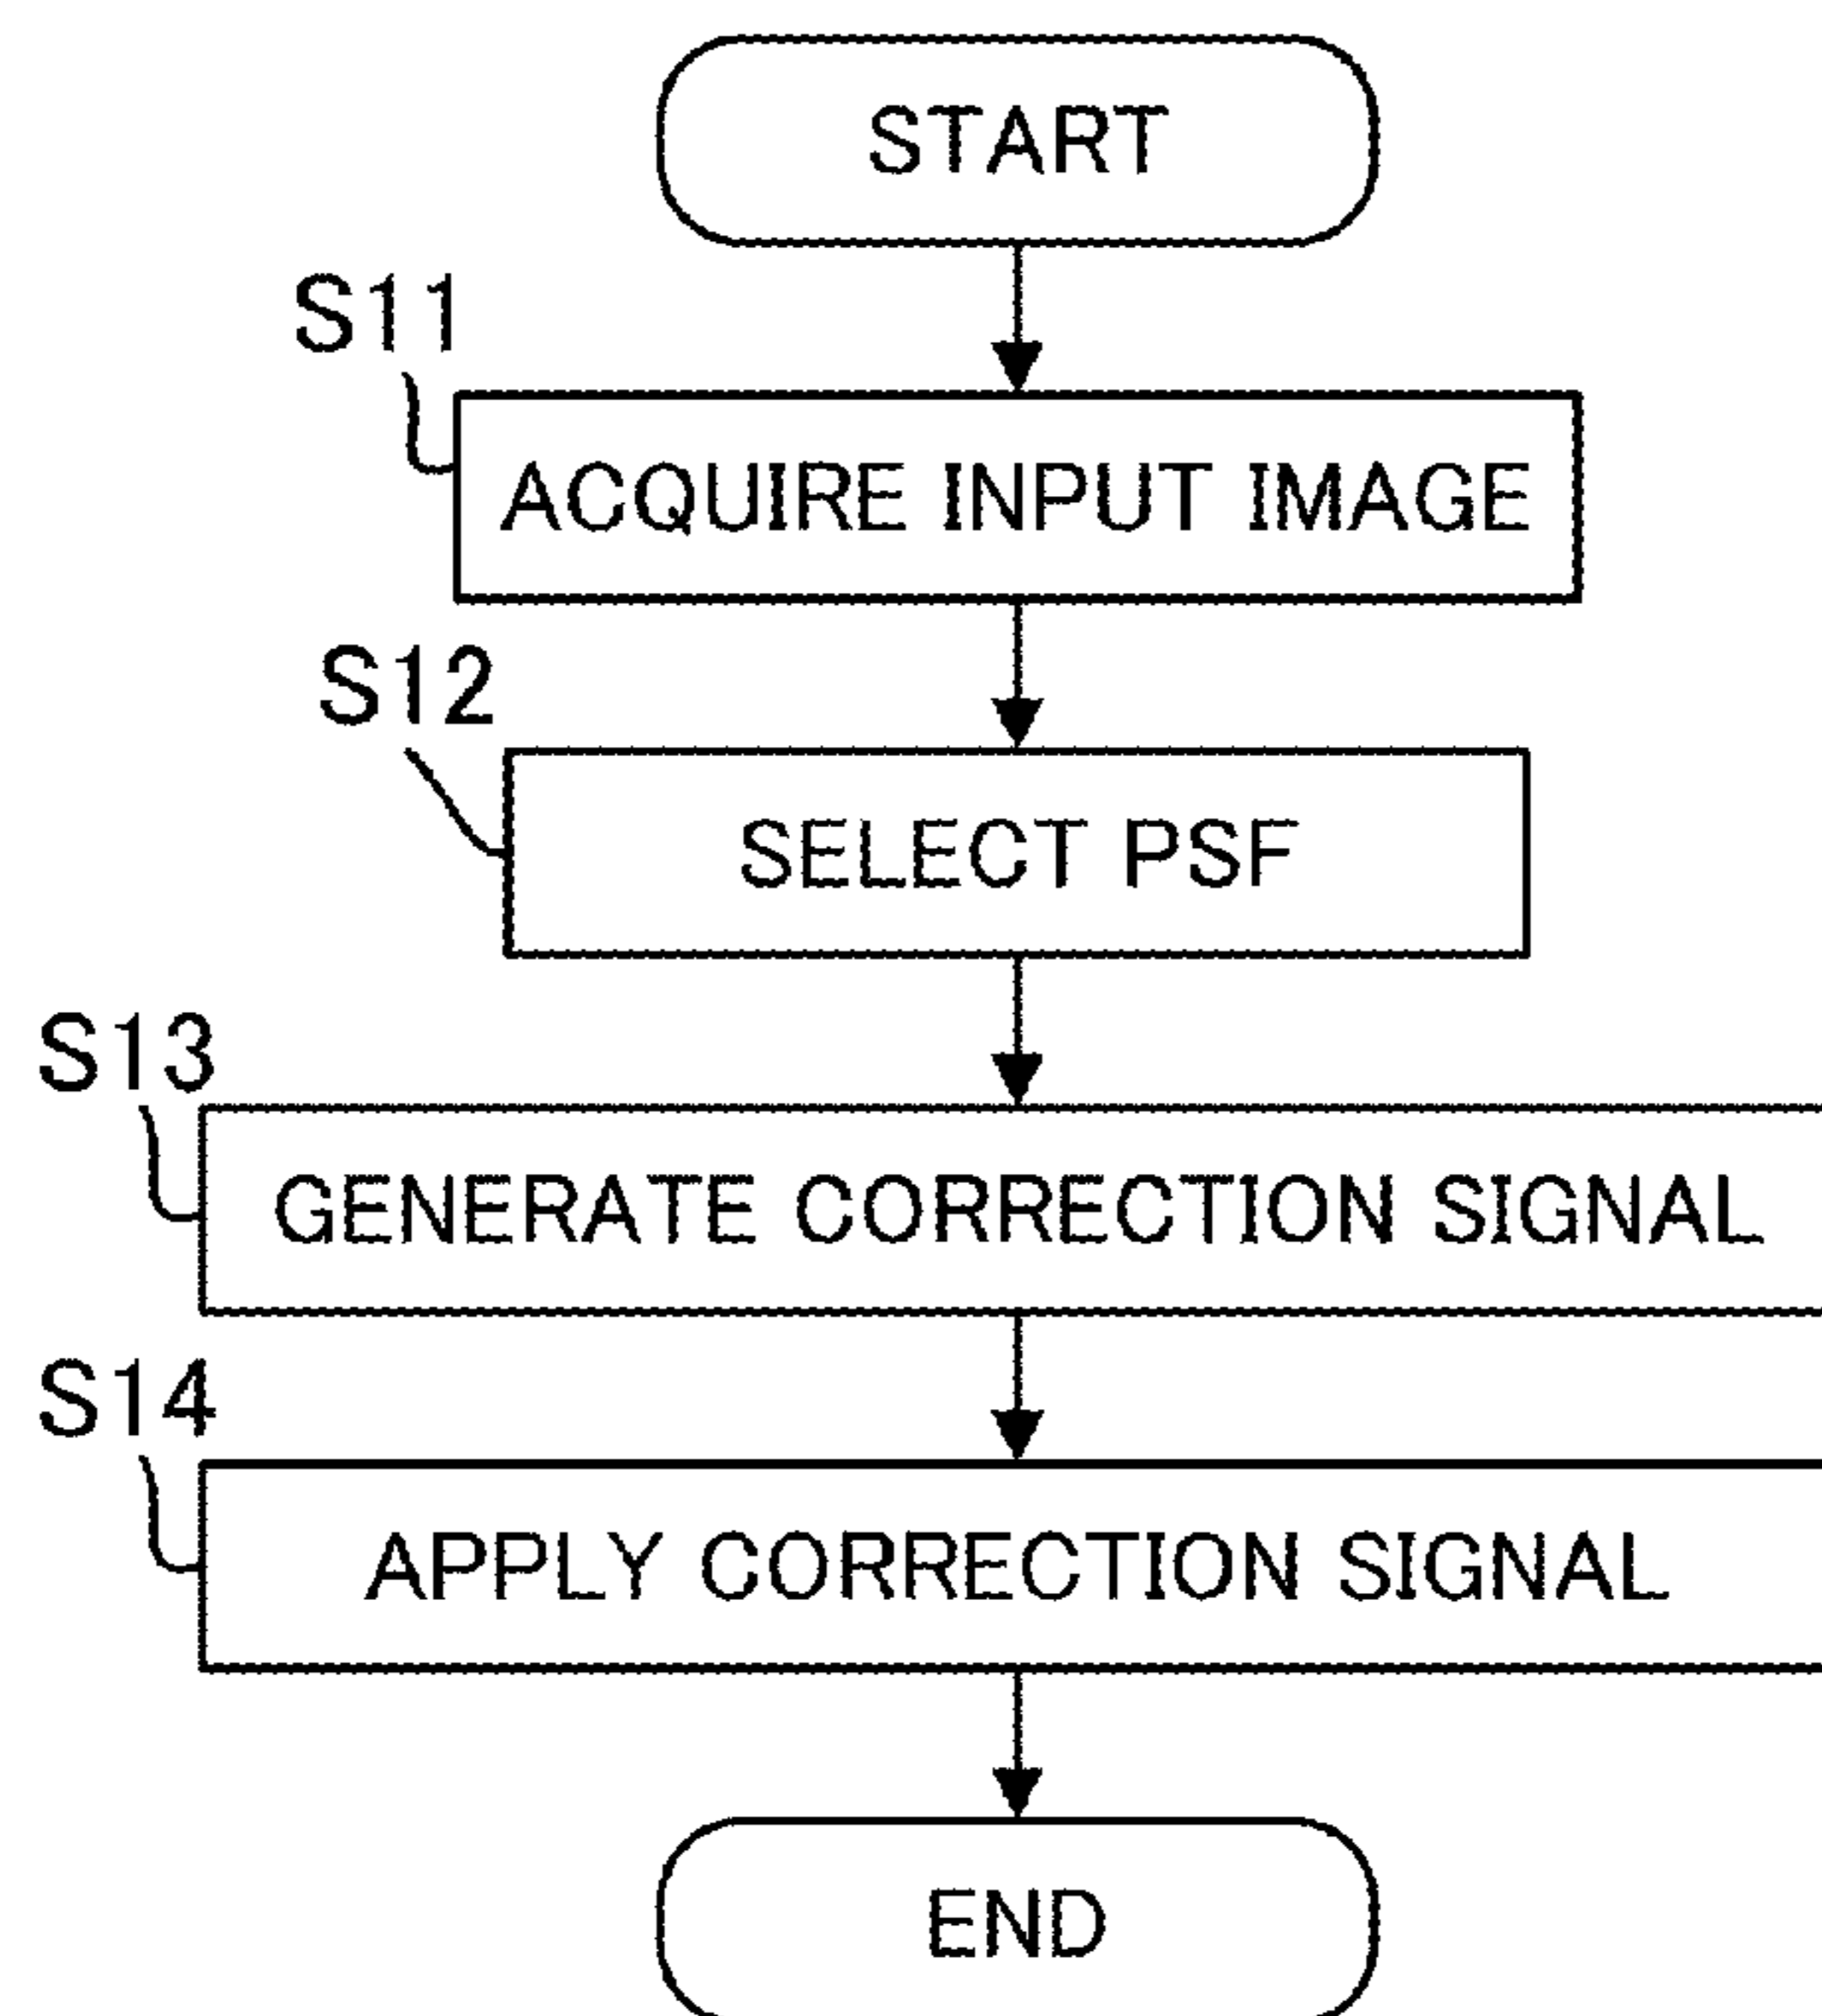 START
S11
ACQUIRE INPUT IMAGE
S12
SELECT PSF
S13
GENERATE CORRECTION SIGNAL
S14
APPLY CORRECTION SIGNAL
END